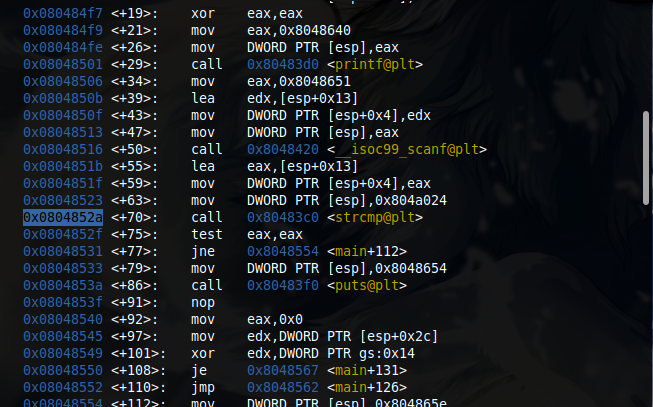 0x080484f7 <+19>: xor eax,eax
0x080484f9 <+21>: mov eax,0x8048640
0x080484fe <+26>: mov DWORD PTR [esp],eax
0x08048501 <+29>: call 0x80483d0 <printf@plt>
0x08048506 <+34>: mov eax,0x8048651
0x0804850b <+39>: lea edx,[esp+0x13]
0x0804850f <+43>: mov DWORD PTR [esp+0x4],edx
0x08048513 <+47>: mov DWORD PTR [esp],eax
0x08048516 <+50>: call 0x8048420 <__isoc99_scanf@plt>
0x0804851b <+55>: lea eax,[esp+0x13]
0x0804851f <+59>: mov DWORD PTR [esp+0x4],eax
0x08048523 <+63>: mov DWORD PTR [esp],0x804a024
0x0804852a <+70>: call 0x80483c0 <strcmp@plt>
0x0804852f <+75>: test eax,eax
0x08048531 <+77>: jne 0x8048554 <main+112>
0x08048533 <+79>: mov DWORD PTR [esp],0x8048654
0x0804853a <+86>: call 0x80483f0 <puts@plt>
0x0804853f <+91>: nop
0x08048540 <+92>: mov eax,0x0
0x08048545 <+97>: mov edx,DWORD PTR [esp+0x2c]
0x08048549 <+101>: xor edx,DWORD PTR gs:0x14
0x08048550 <+108>: je 0x8048567 <main+131>
0x08048552 <+110>: jmp 0x8048562 <main+126>
0x08048554 <+112>: mov DWORD PTR [esp],0x804865e